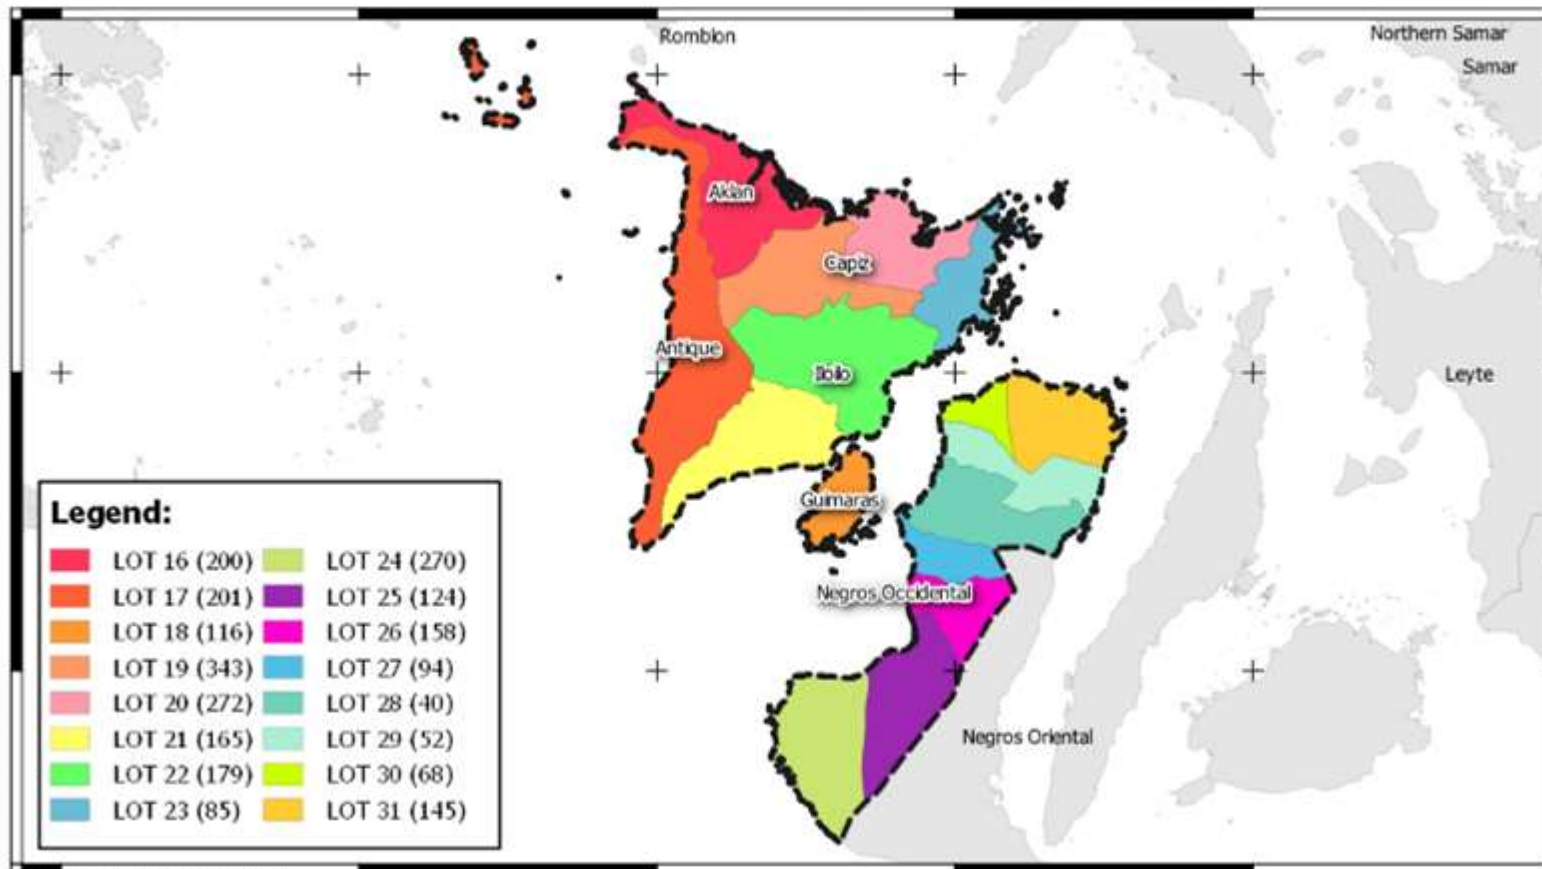 Romblon
Northern Samar
Samar
Aklan
Capiz
Antique
Iloilo
Leyte
Guimaras
Negros Occidental
Negros Oriental
Legend:
LOT 16 (200)
LOT 17 (201)
LOT 18 (116)
LOT 19 (343)
LOT 20 (272)
LOT 21 (165)
LOT 22 (179)
LOT 23 (85)
LOT 24 (270)
LOT 25 (124)
LOT 26 (158)
LOT 27 (94)
LOT 28 (40)
LOT 29 (52)
LOT 30 (68)
LOT 31 (145)